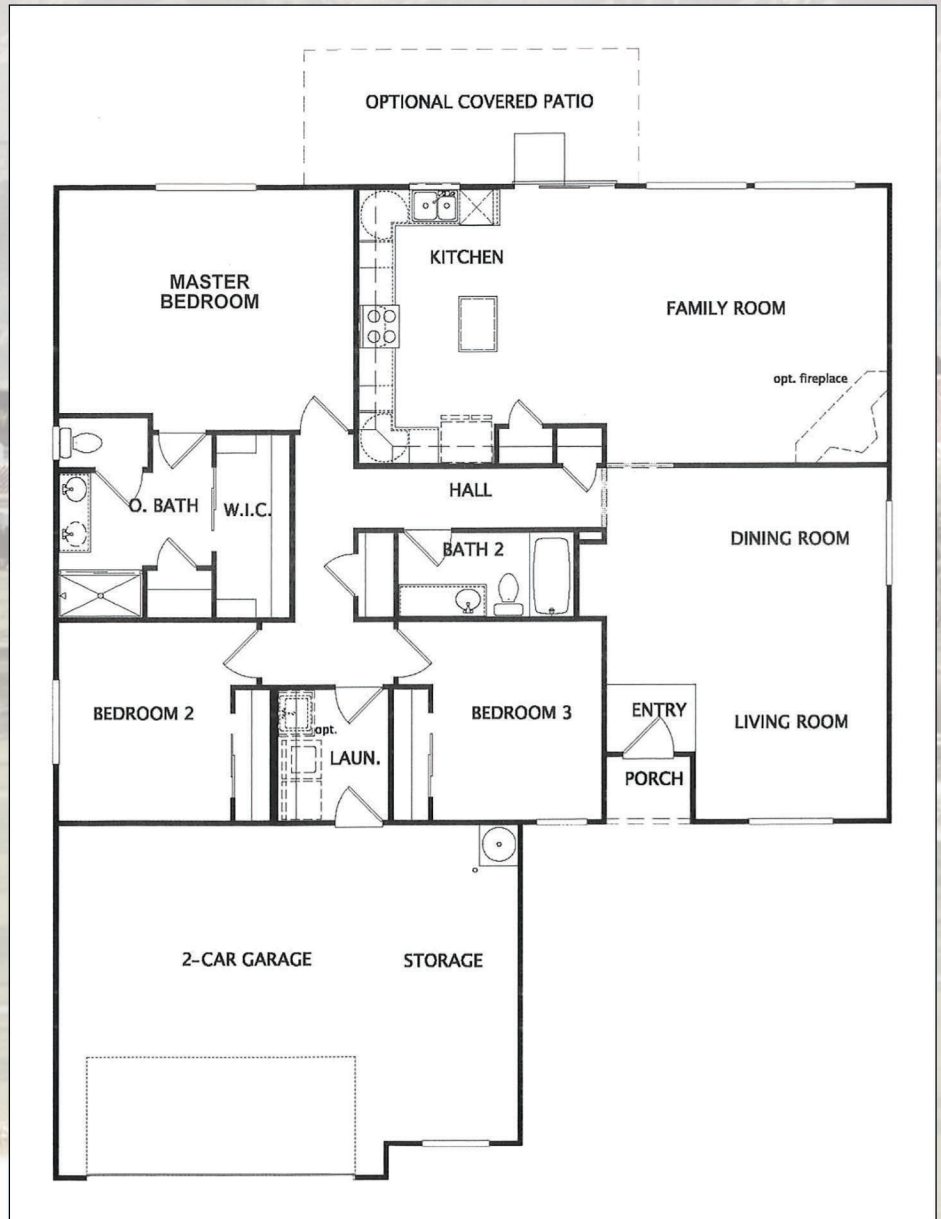 OPTIONAL COVERED PATIO
KITCHEN
MASTER
BEDROOM
FAMILY ROOM
opt. fireplace
HALL
O. BATH
W.I.C.
DINING ROOM
BATH 2
BEDROOM 2
BEDROOM 3
ENTRY
LIVING ROOM
opt.
LAUN.
PORCH
2-CAR GARAGE
STORAGE